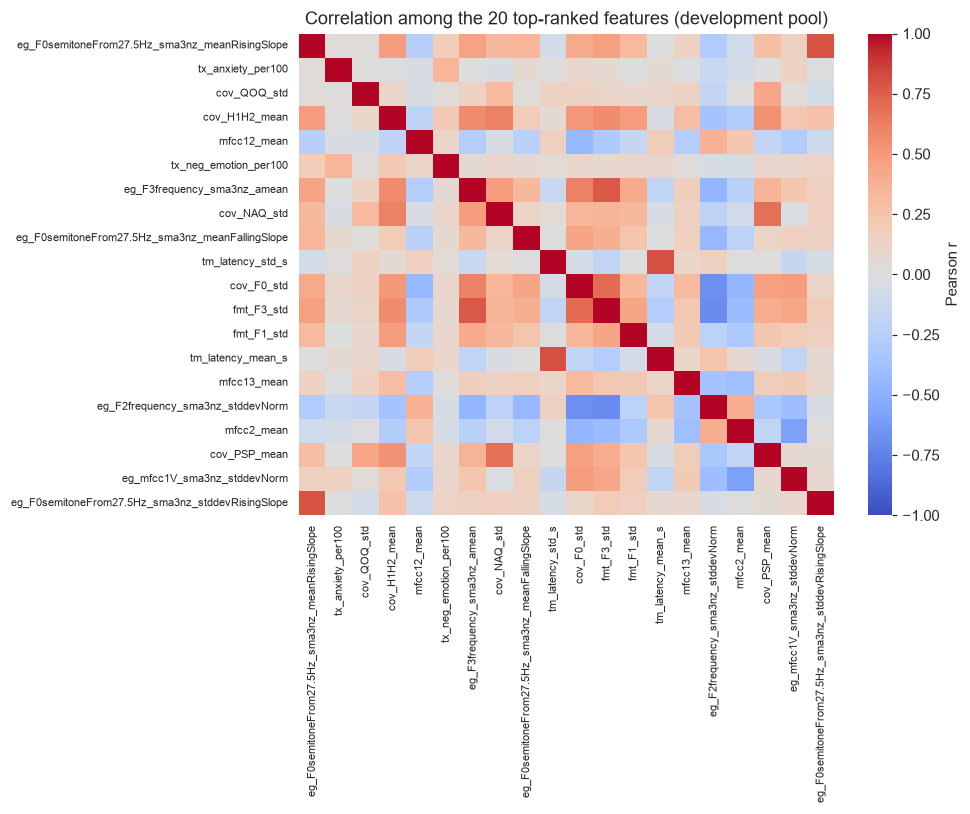 Correlation among the 20 top-ranked features (development pool)
eg_F0semitoneFrom27.5Hz_sma3nz_meanRisingSlope
tx_anxiety_per100
cov_QOQ_std
cov_H1H2_mean
mfcc12_mean
tx_neg_emotion_per100
eg_F3frequency_sma3nz_amean
cov_NAQ_std
eg_F0semitoneFrom27.5Hz_sma3nz_meanFallingSlope
tm_latency_std_s
cov_F0_std
fmt_F3_std
fmt_F1_std
tm_latency_mean_s
mfcc13_mean
eg_F2frequency_sma3nz_stddevNorm
mfcc2_mean
cov_PSP_mean
eg_mfcc1V_sma3nz_stddevNorm
eg_F0semitoneFrom27.5Hz_sma3nz_stddevRisingSlope
eg_F0semitoneFrom27.5Hz_sma3nz_meanRisingSlope
tx_anxiety_per100
cov_QOQ_std
cov_H1H2_mean
mfcc12_mean
tx_neg_emotion_per100
eg_F3frequency_sma3nz_amean
cov_NAQ_std
eg_F0semitoneFrom27.5Hz_sma3nz_meanFallingSlope
tm_latency_std_s
cov_F0_std
fmt_F3_std
fmt_F1_std
tm_latency_mean_s
mfcc13_mean
eg_F2frequency_sma3nz_stddevNorm
mfcc2_mean
cov_PSP_mean
eg_mfcc1V_sma3nz_stddevNorm
eg_F0semitoneFrom27.5Hz_sma3nz_stddevRisingSlope
1.00
0.75
0.50
0.25
0.00
−0.25
−0.50
−0.75
−1.00
Pearson r